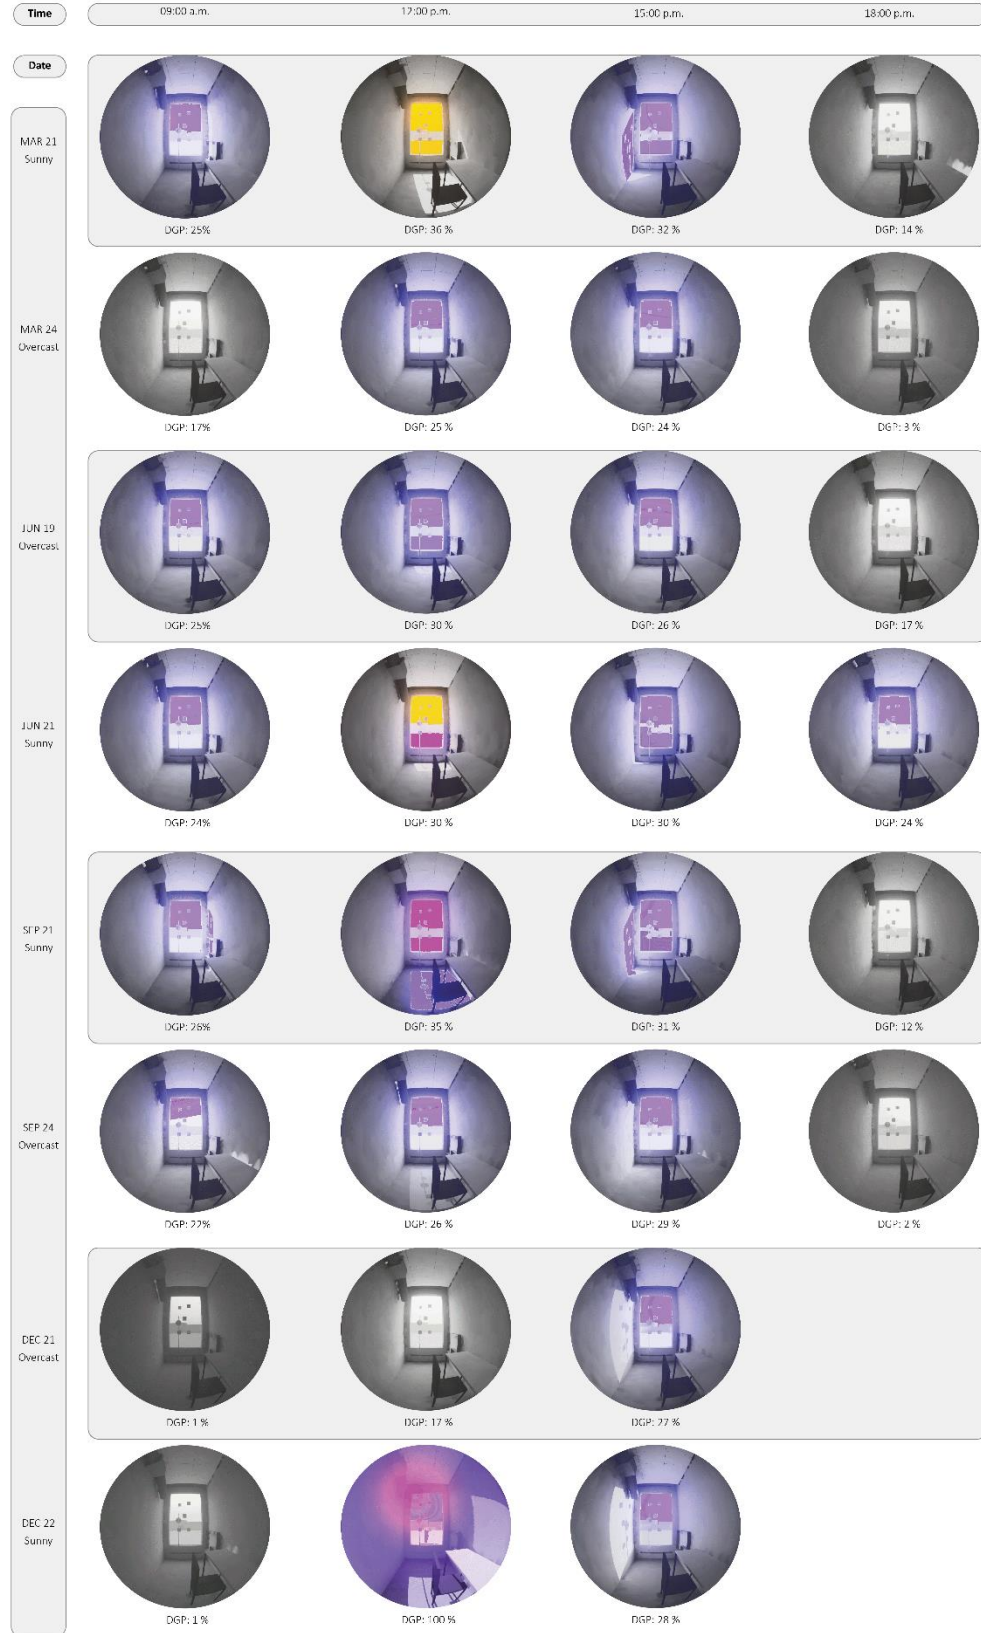 Time
09:00 a.m.
12:00 p.m.
15:00 p.m.
18:00 p.m.
Date
MAR 21
Sunny
DGP: 25%
DGP: 36 %
DGP: 32 %
DGP: 14 %
MAR 24
Overcast
DGP: 17%
DGP: 25 %
DGP: 24 %
DGP: 3 %
JUN 19
Overcast
DGP: 25%
DGP: 30 %
DGP: 26 %
DGP: 17 %
JUN 21
Sunny
DGP: 24%
DGP: 30 %
DGP: 30 %
DGP: 24 %
SEP 21
Sunny
DGP: 26%
DGP: 35 %
DGP: 31 %
DGP: 12 %
SEP 24
Overcast
DGP: 22%
DGP: 26 %
DGP: 29 %
DGP: 2 %
DEC 21
Overcast
DGP: 1 %
DGP: 17 %
DGP: 27 %
DEC 22
Sunny
DGP: 1 %
DGP: 100 %
DGP: 28 %